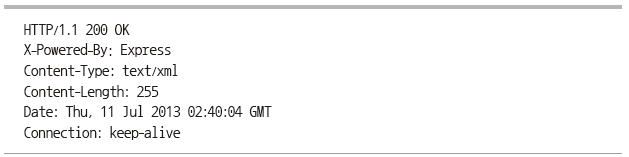 HTTP/1.1 200 OK
X-Powered-By: Express
Content-Type: text/xml
Content-Length: 255
Date: Thu, 11 Jul 2013 02:40:04 GMT
Connection: keep-alive